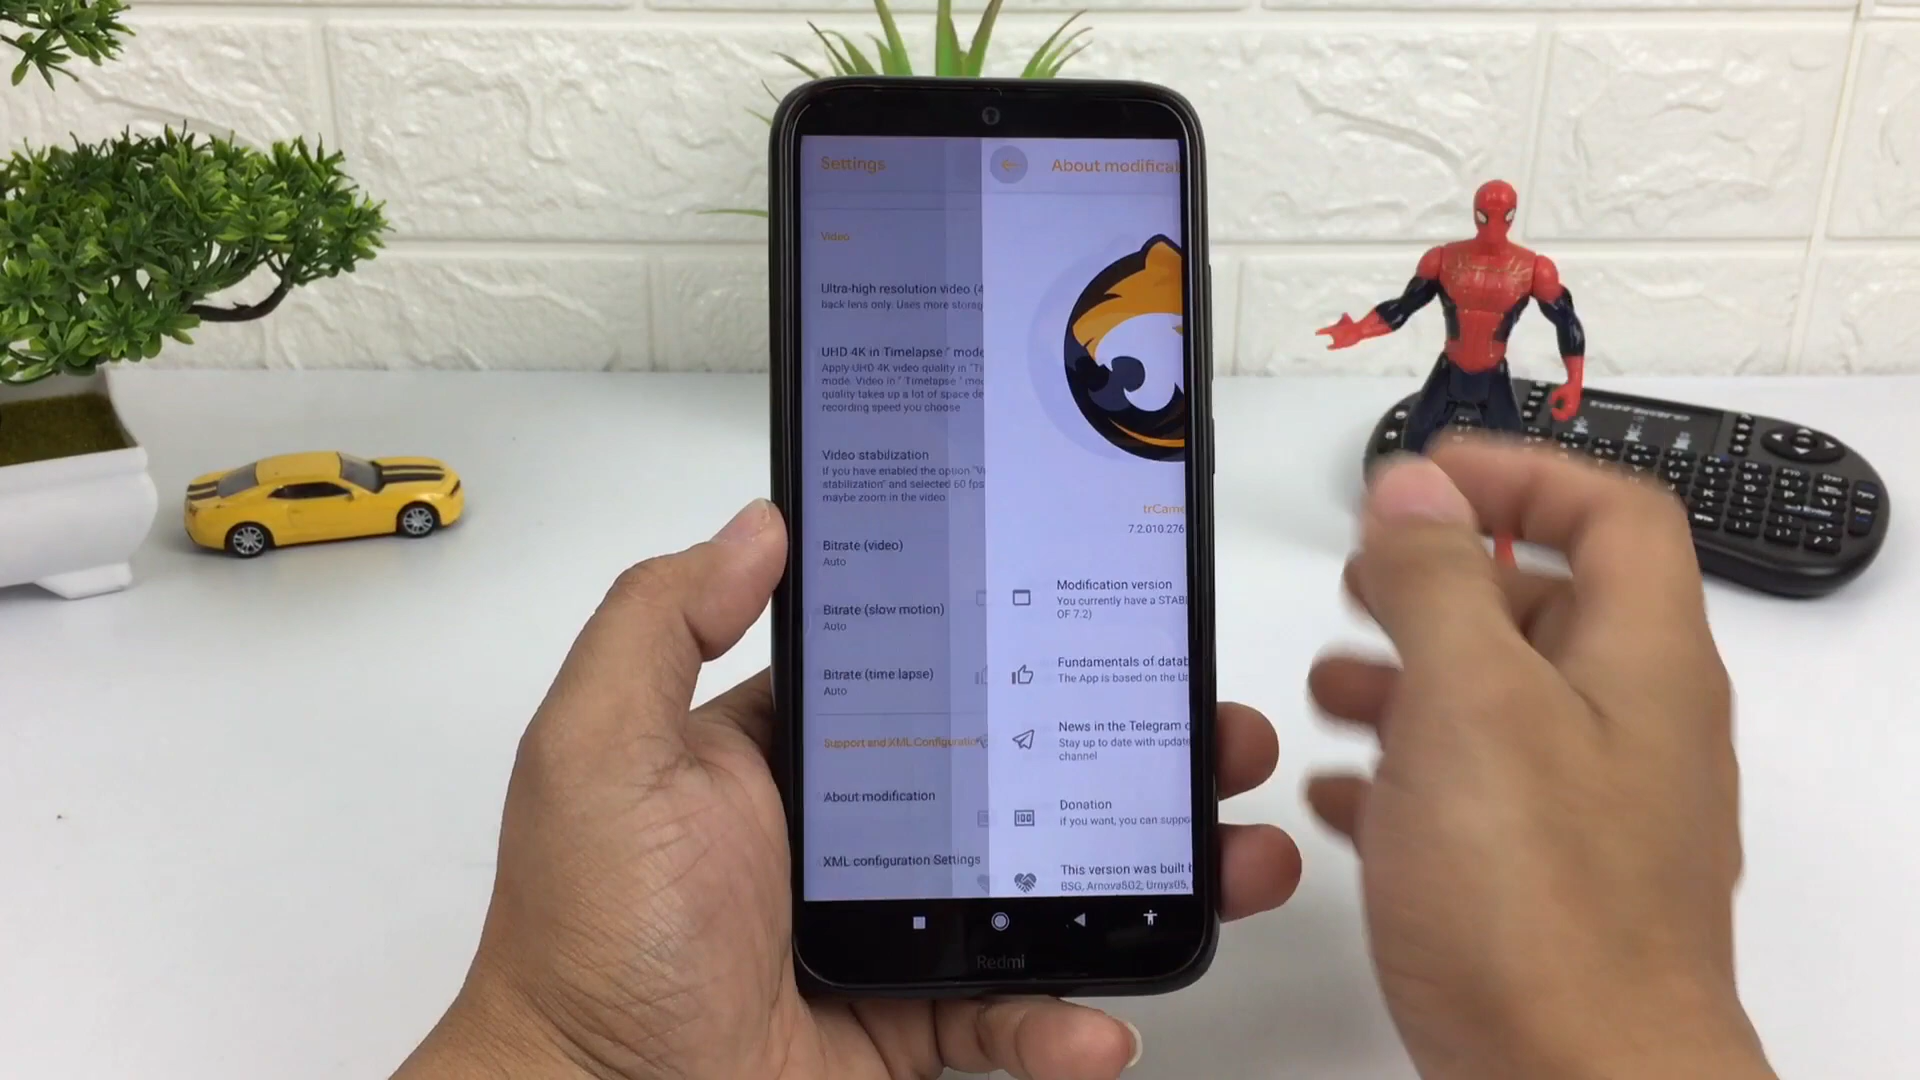 Settings
Video
Ultra-high resolution video (4
back lens only. Uses more storag
UHD 4K in Timelapse " mode
Apply UHD 4K video quality in "Ti
mode. Video in " Timelapse " mod
quality takes up a lot of space de
recording speed you choose
Video stabilization
If you have enabled the option "Vi
stabilization" and selected 60 fps
maybe zoom in the video
Bitrate (video)
Auto
Bitrate (slow motion)
Auto
Bitrate (time lapse)
Auto
Support and XML Configuratio
About modification
XML configuration Settings
About modificat
trCame
7.2.010.276
Modification version
You currently have a STABL
OF 7.2)
Fundamentals of datab
The App is based on the
News in the Telegram c
Stay up to date with update
channel
100
Donation
if you want, you can suppo
This version was built b
BSG, Arnova8G2, Urnyx05,
Redmi